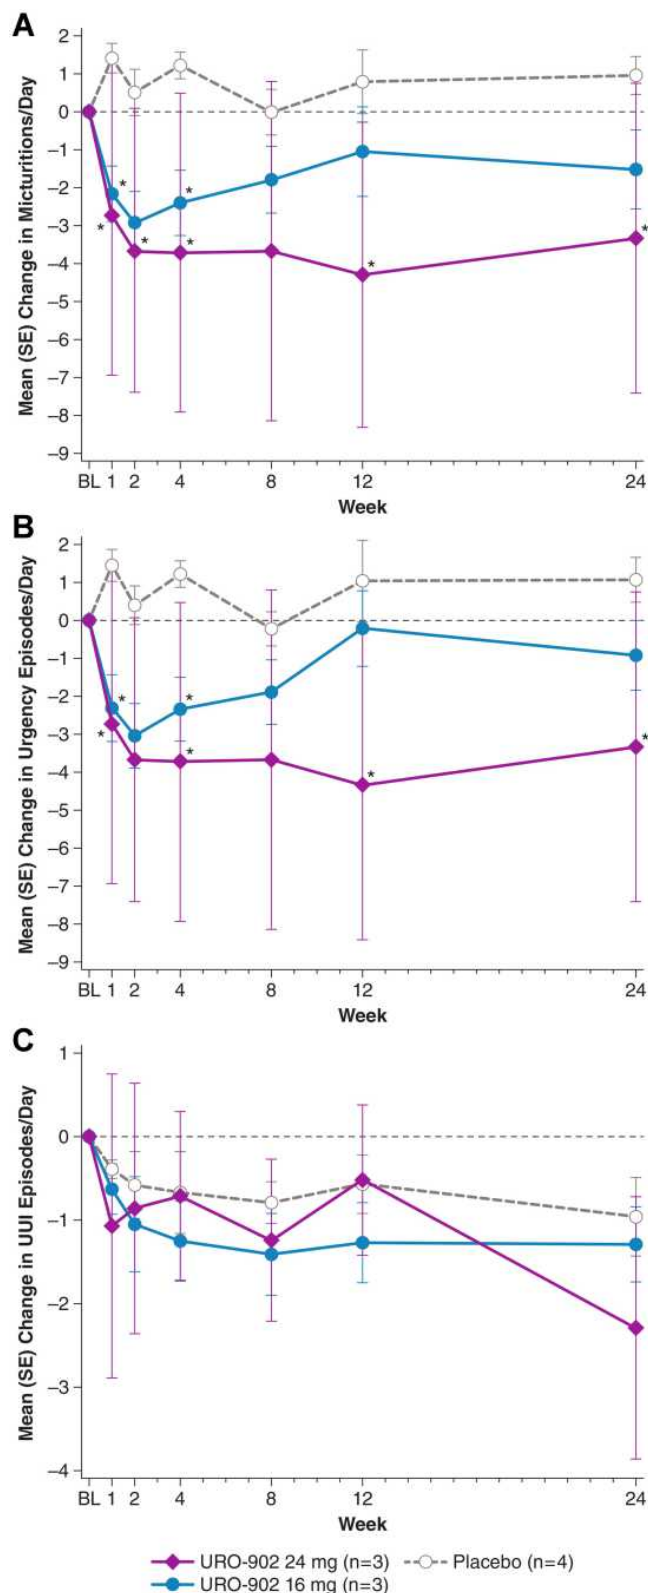 A
Mean (SE) Change in Micturitions/Day
2
1
0
–1
–2
–3
–4
–5
–6
–7
–8
–9
* * * * * * *
BL 1 2 4 8 12 24
Week
B
Mean (SE) Change in Urgency Episodes/Day
2
1
0
–1
–2
–3
–4
–5
–6
–7
–8
–9
* * * * * *
BL 1 2 4 8 12 24
Week
C
Mean (SE) Change in UUI Episodes/Day
1
0
–1
–2
–3
–4
BL 1 2 4 8 12 24
Week
URO-902 24 mg (n=3) Placebo (n=4)
URO-902 16 mg (n=3)